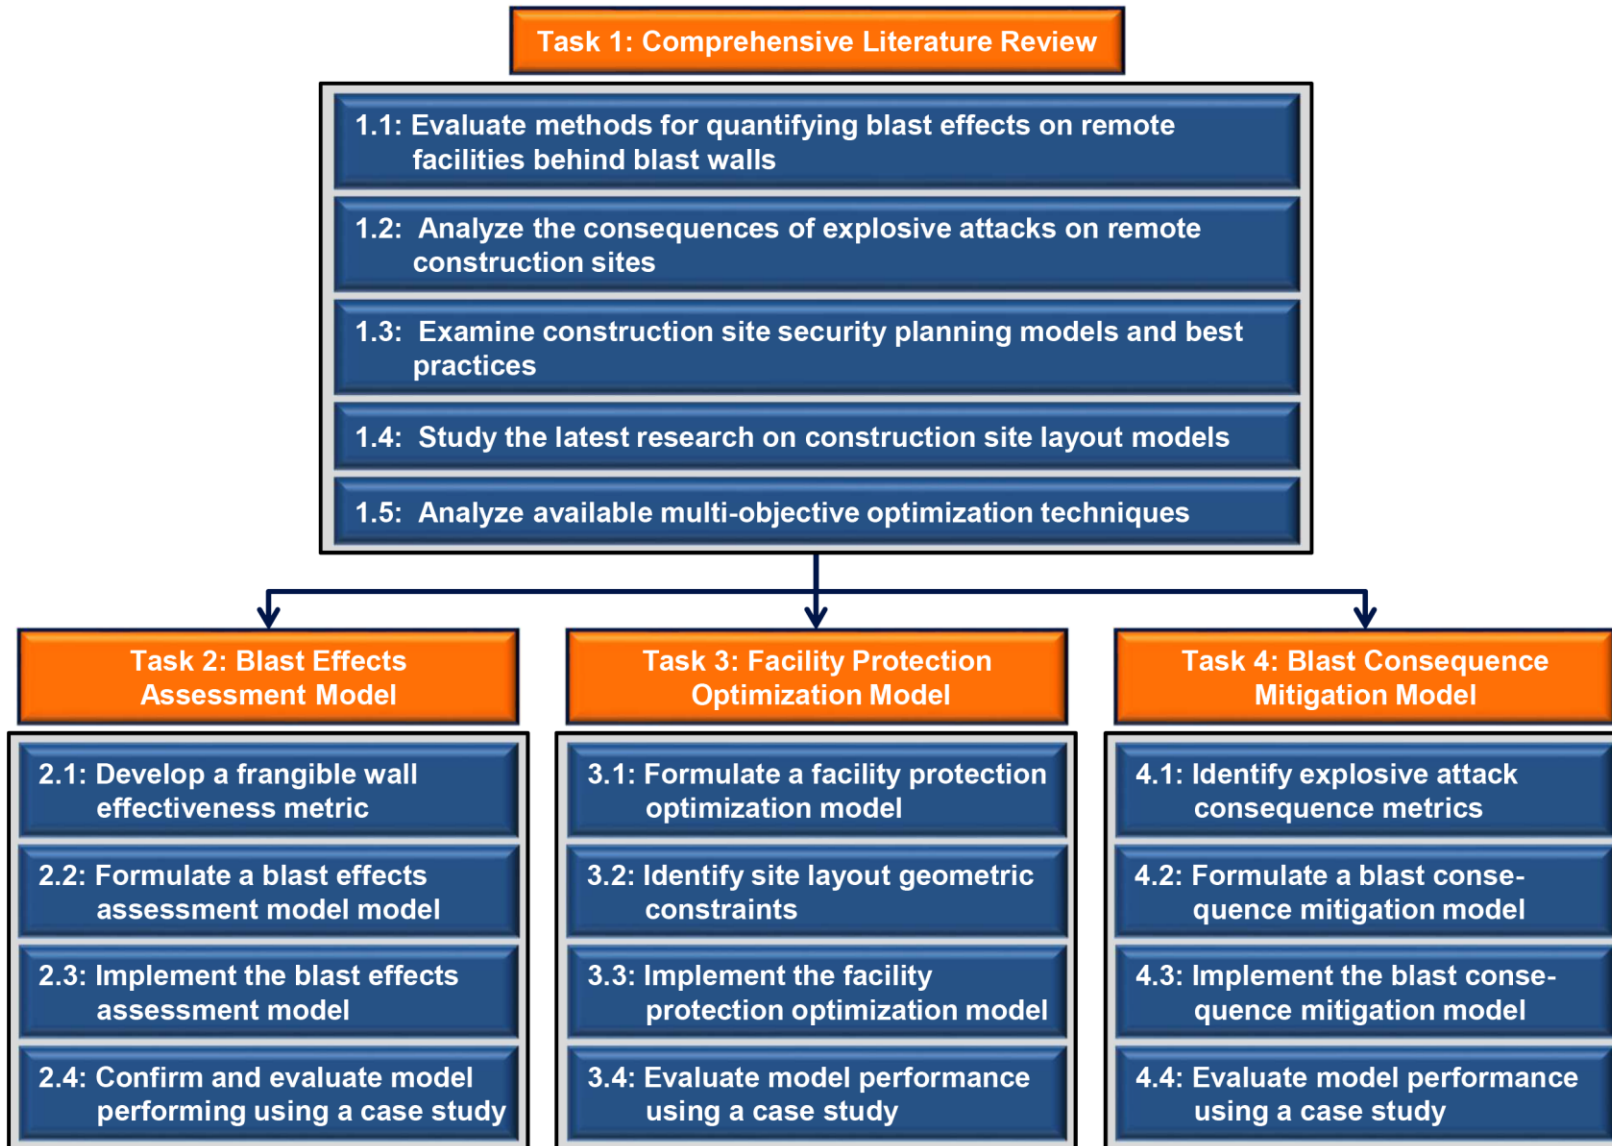 Task 1: Comprehensive Literature Review
1.1: Evaluate methods for quantifying blast effects on remote
facilities behind blast walls
1.2: Analyze the consequences of explosive attacks on remote
construction sites
1.3: Examine construction site security planning models and best
practices
1.4: Study the latest research on construction site layout models
1.5: Analyze available multi-objective optimization techniques
Task 2: Blast Effects
Assessment Model
2.1: Develop a frangible wall
effectiveness metric
2.2: Formulate a blast effects
assessment model model
2.3: Implement the blast effects
assessment model
2.4: Confirm and evaluate model
performing using a case study
Task 3: Facility Protection
Optimization Model
3.1: Formulate a facility protection
optimization model
3.2: Identify site layout geometric
constraints
3.3: Implement the facility
protection optimization model
3.4: Evaluate model performance
using a case study
Task 4: Blast Consequence
Mitigation Model
4.1: Identify explosive attack
consequence metrics
4.2: Formulate a blast conse-
quence mitigation model
4.3: Implement the blast conse-
quence mitigation model
4.4: Evaluate model performance
using a case study